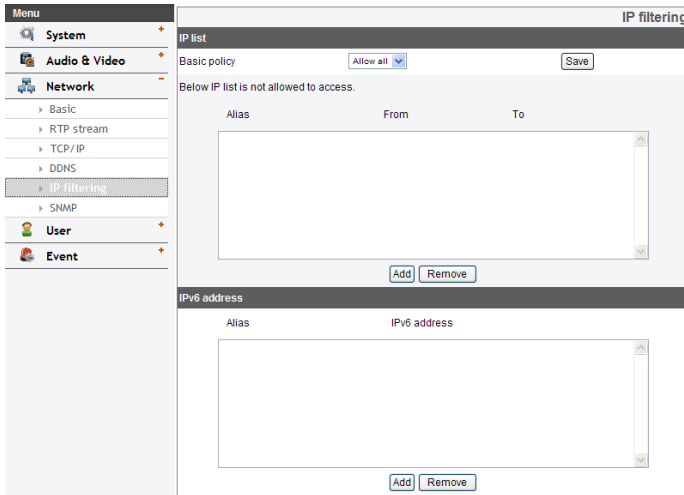 Menu
System
Audio & Video
Network
Basic
RTP stream
TCP/IP
DDNS
IP filtering
SNMP
User
Event
IP filtering
IP list
Basic policy Allow all Save
Below IP list is not allowed to access.
Alias From To
Add Remove
IPv6 address
Alias IPv6 address
Add Remove